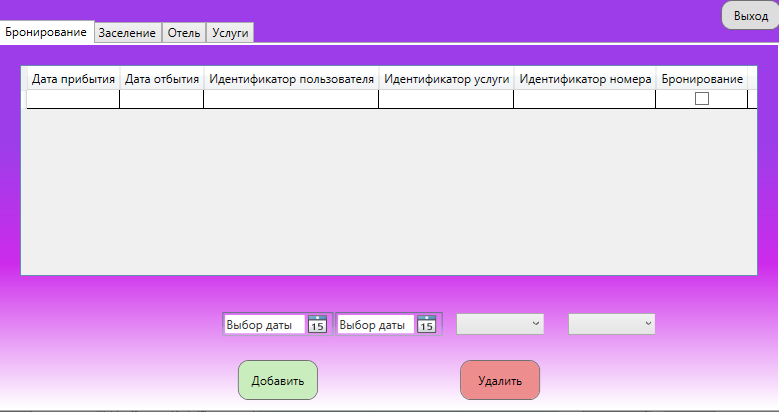 Выход
Бронирование Заселение Отель Услуги
Дата прибытия Дата отбытия Идентификатор пользователя Идентификатор услуги Идентификатор номера Бронирование
Выбор даты 15 Выбор даты 15
Добавить Удалить